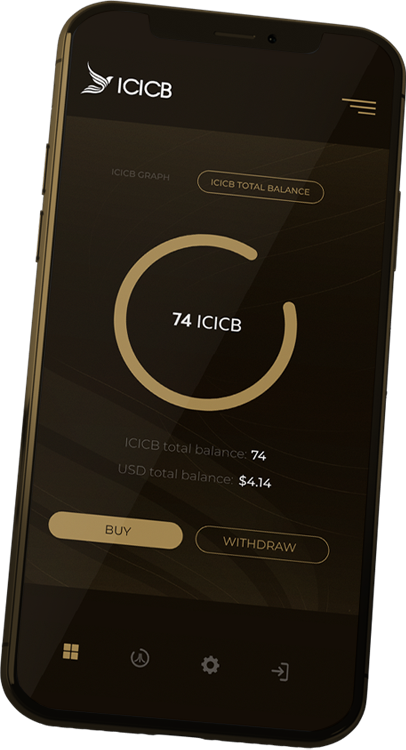 ICICB
ICICB GRAPH
ICICB TOTAL BALANCE
74 ICICB
ICICB total balance: 74
USD total balance: $4.14
BUY
WITHDRAW